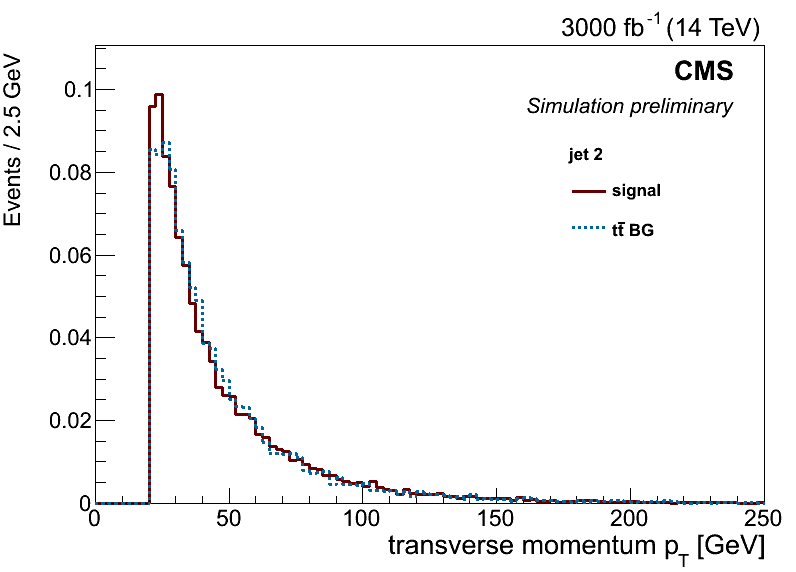 3000 fb⁻¹ (14 TeV)
CMS
Simulation preliminary
jet 2
signal
tt̄ BG
Events / 2.5 GeV
0.1
0.08
0.06
0.04
0.02
0
0 50 100 150 200 250
transverse momentum p_T [GeV]